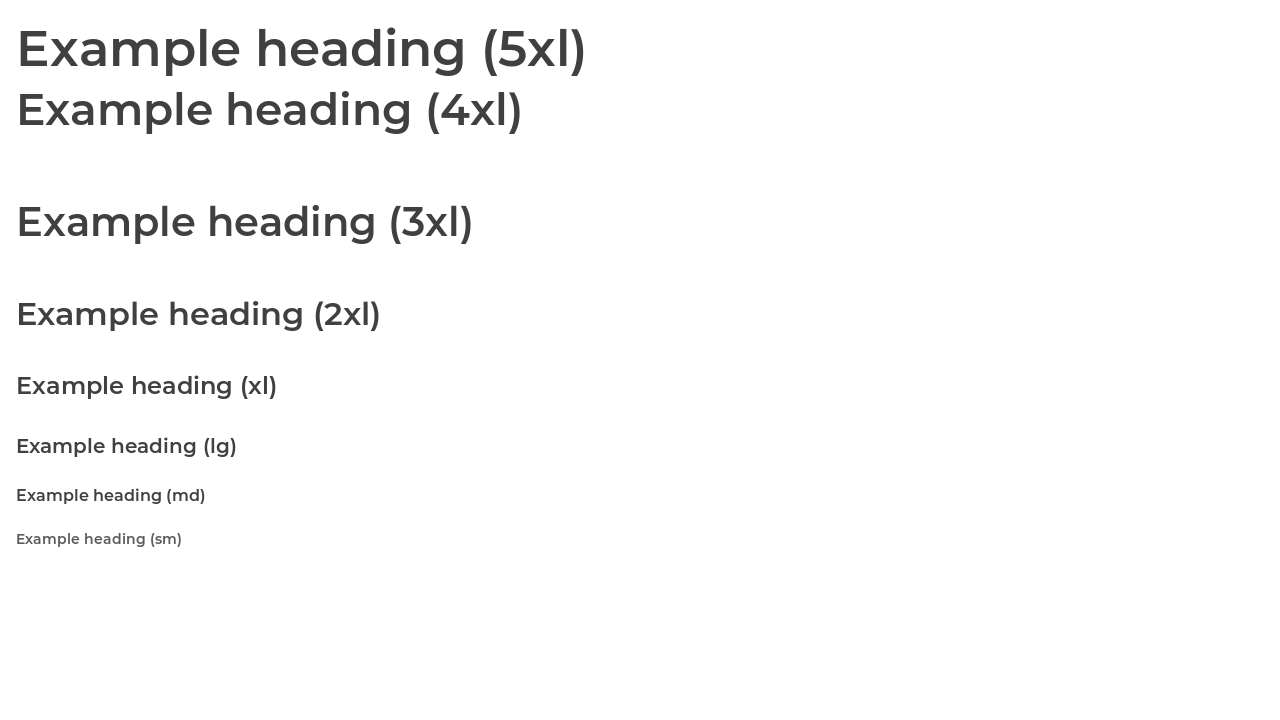 Example heading (5xl)
Example heading (4xl)
Example heading (3xl)
Example heading (2xl)
Example heading (xl)
Example heading (lg)
Example heading (md)
Example heading (sm)